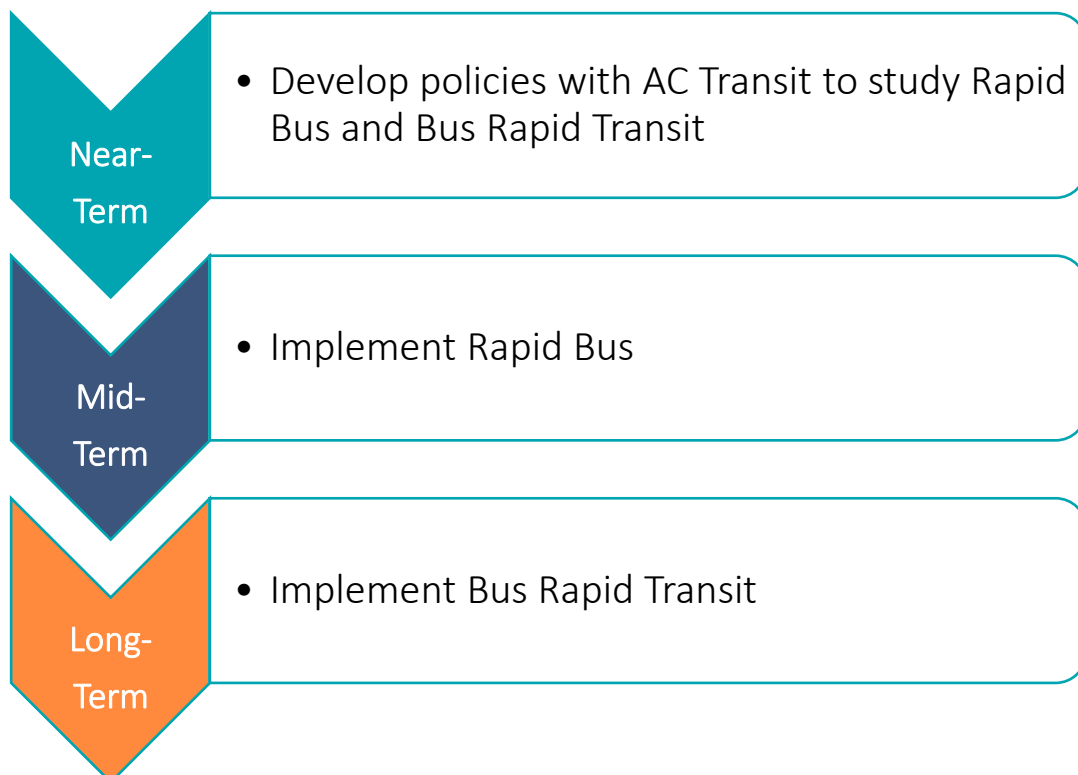 Near-
Term
• Develop policies with AC Transit to study Rapid
Bus and Bus Rapid Transit
Mid-
Term
• Implement Rapid Bus
Long-
Term
• Implement Bus Rapid Transit